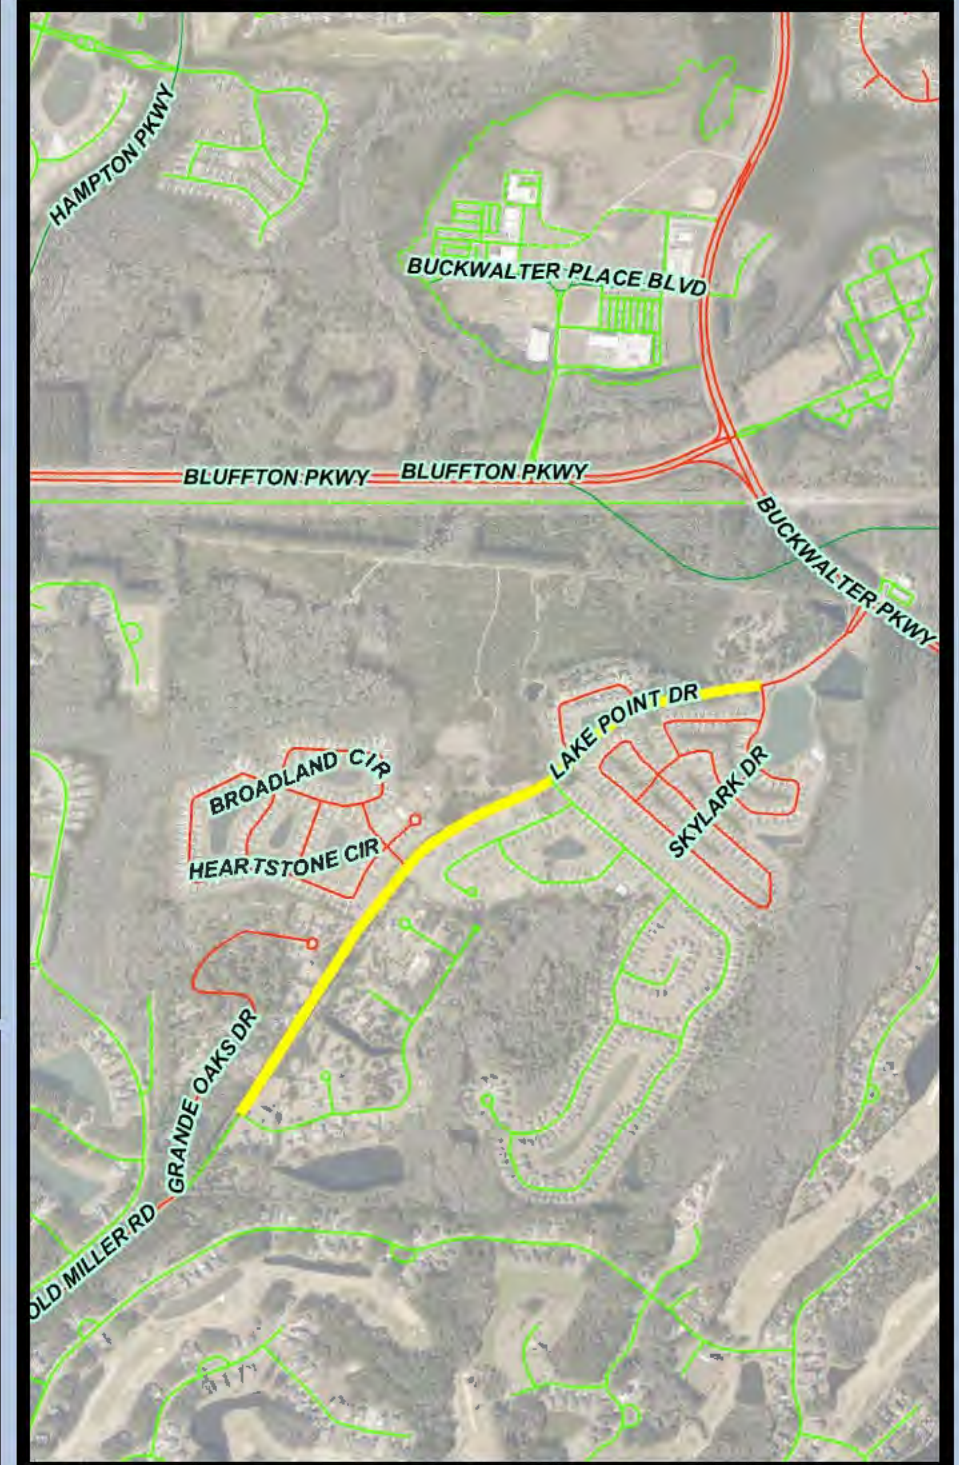 HAMPTON PKWY
BUCKWALTER PLACE BLVD
BLUFFTON PKWY
BLUFFTON PKWY
BUCKWALTER PKWY
LAKE POINT DR
BROADLAND CIR
SKYLARK DR
HEARTSTONE CIR
GRANDE OAKS DR
OLD MILLER RD